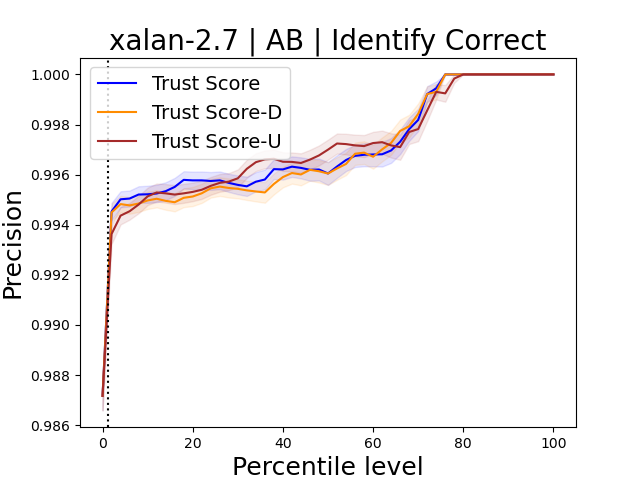 xalan-2.7 | AB | Identify Correct
Trust Score
Trust Score-D
Trust Score-U
Precision
1.000
0.998
0.996
0.994
0.992
0.990
0.988
0.986
0 20 40 60 80 100
Percentile level